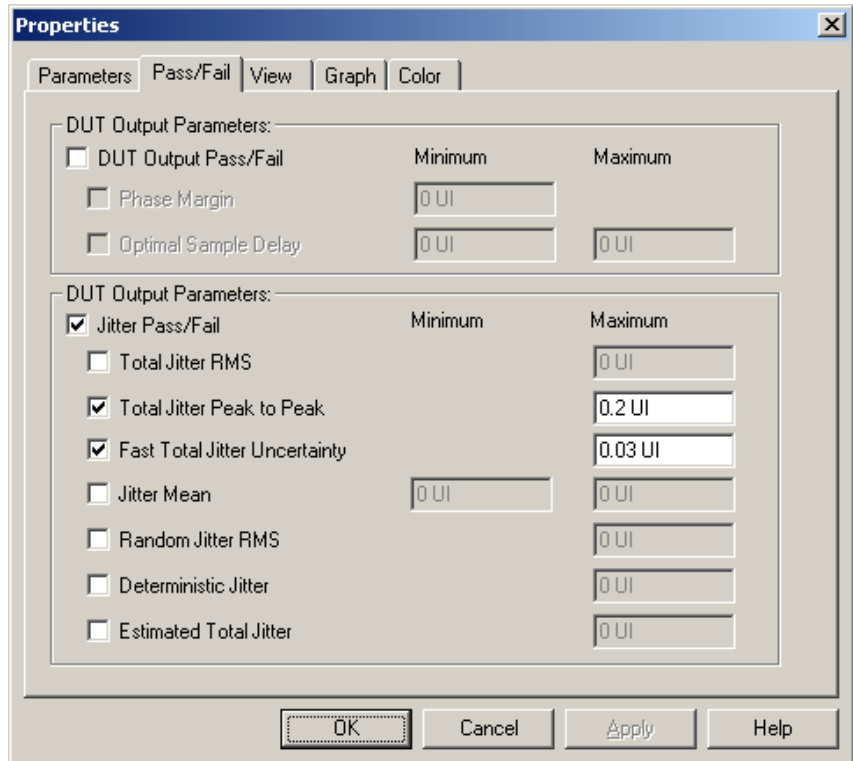 Properties
Parameters Pass/Fail View Graph Color
DUT Output Parameters:
DUT Output Pass/Fail Minimum Maximum
Phase Margin 0 UI
Optimal Sample Delay 0 UI 0 UI
DUT Output Parameters:
Jitter Pass/Fail Minimum Maximum
Total Jitter RMS 0 UI
Total Jitter Peak to Peak 0.2 UI
Fast Total Jitter Uncertainty 0.03 UI
Jitter Mean 0 UI 0 UI
Random Jitter RMS 0 UI
Deterministic Jitter 0 UI
Estimated Total Jitter 0 UI
OK Cancel Apply Help